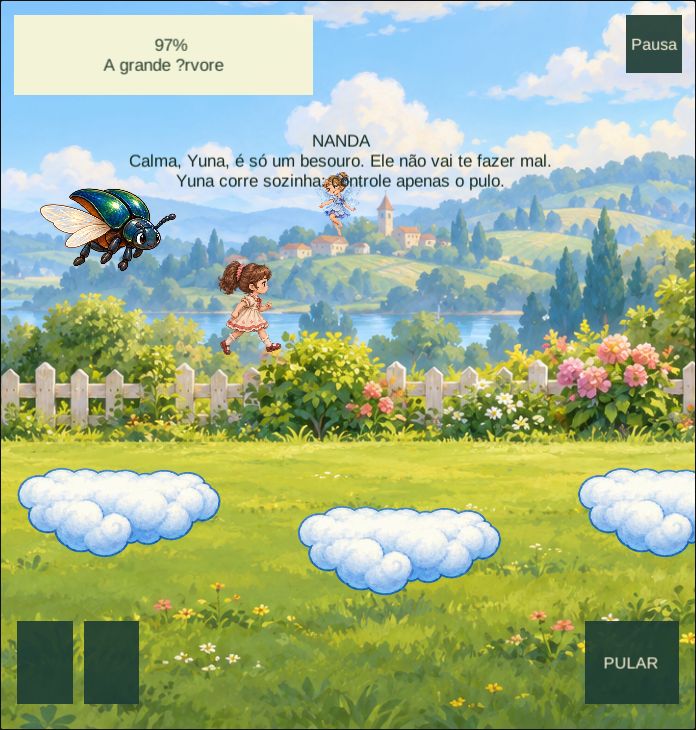 97%
A grande ?rvore
Pausa
NANDA
Calma, Yuna, é só um besouro. Ele não vai te fazer mal.
Yuna corre sozinha: controle apenas o pulo.
PULAR